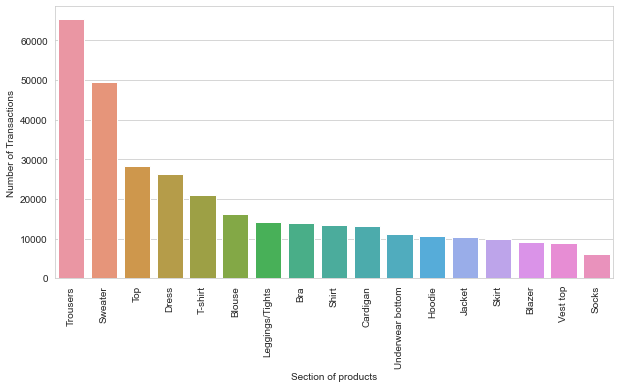 Number of Transactions
60000
50000
40000
30000
20000
10000
0
Trousers
Sweater
Top
Dress
T-shirt
Blouse
Leggings/Tights
Bra
Shirt
Cardigan
Underwear bottom
Hoodie
Jacket
Skirt
Blazer
Vest top
Socks
Section of products